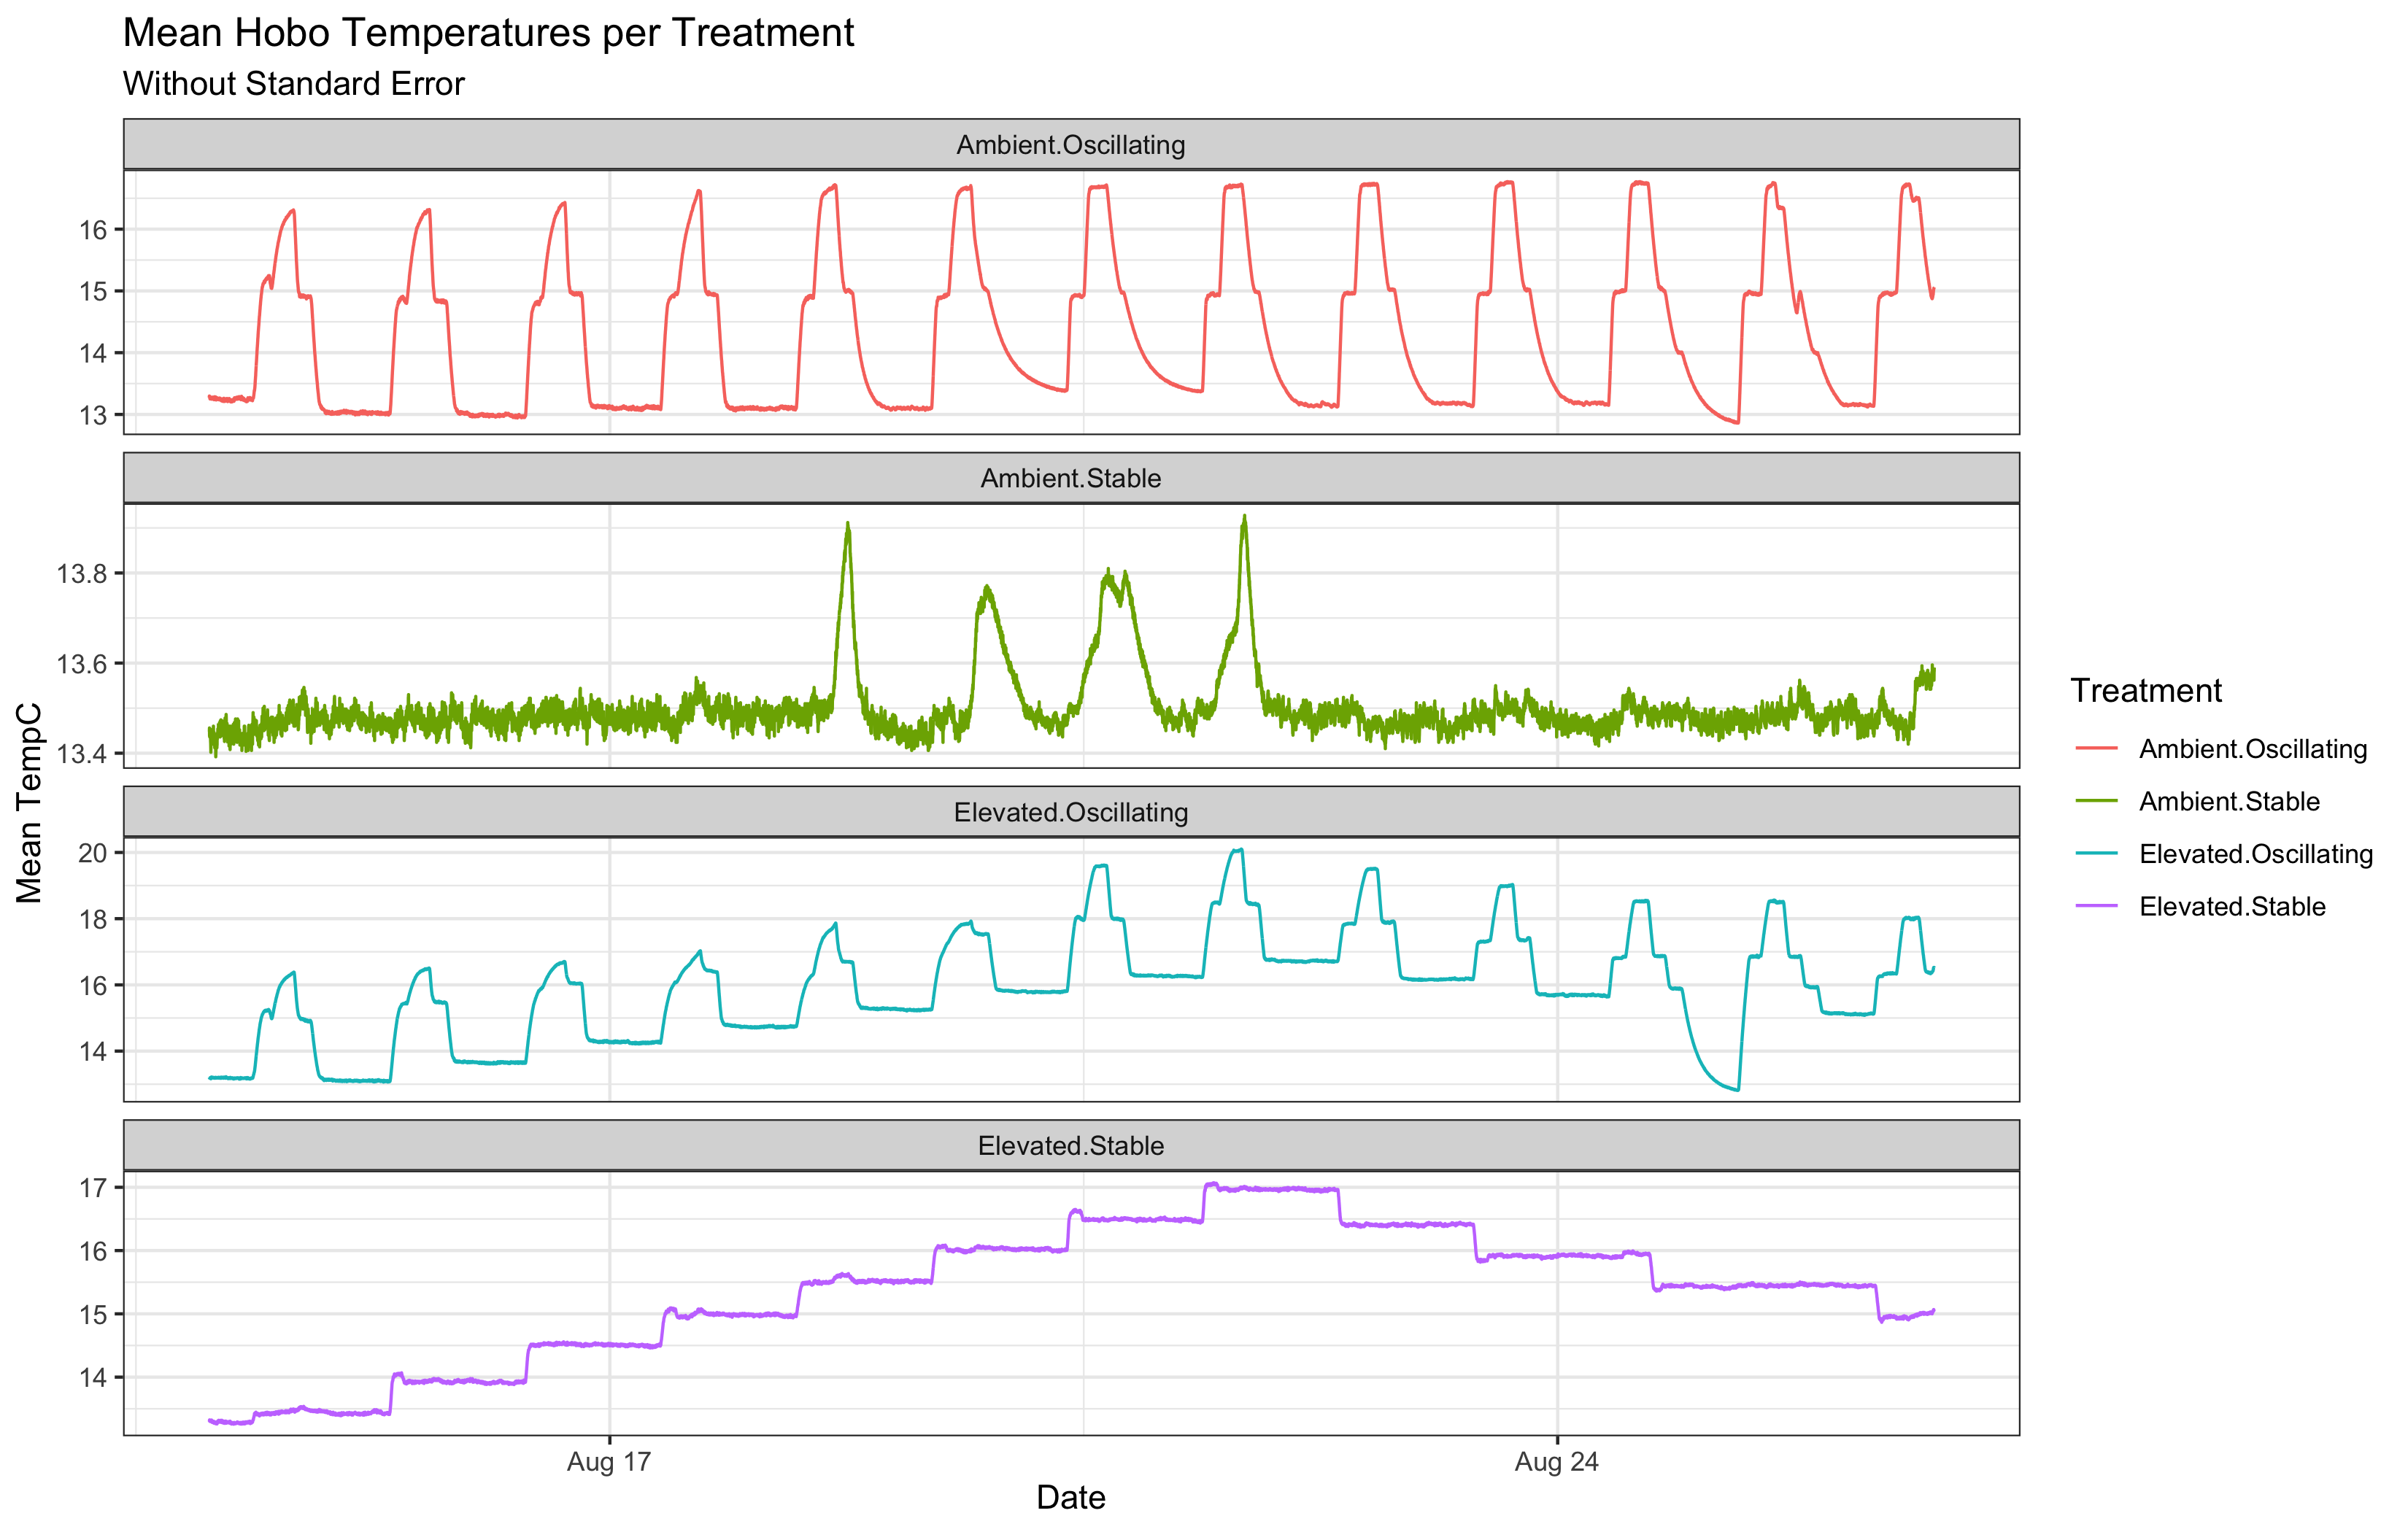 Mean Hobo Temperatures per Treatment
Without Standard Error
Ambient.Oscillating
16
15
14
13
Ambient.Stable
13.8
13.6
13.4
Elevated.Oscillating
20
18
16
14
Elevated.Stable
17
16
15
14
Aug 17
Aug 24
Date
Mean TempC
Treatment
Ambient.Oscillating
Ambient.Stable
Elevated.Oscillating
Elevated.Stable